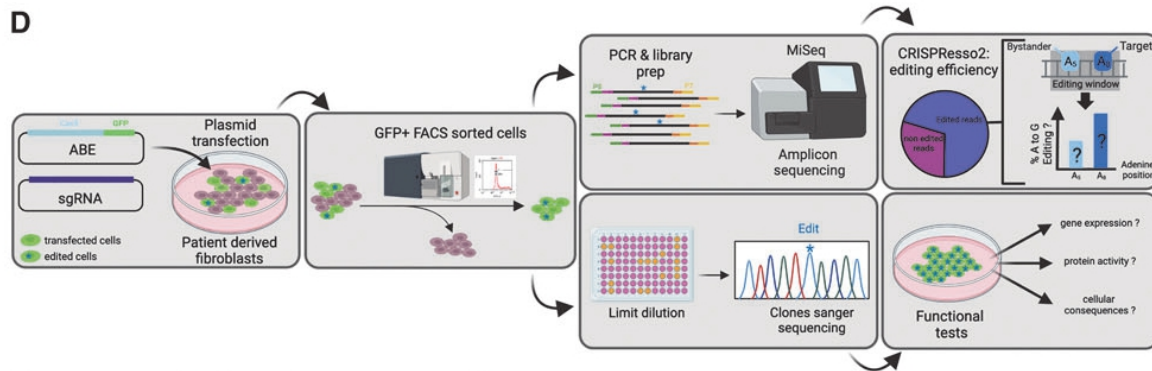 D
Cas9
GFP
ABE
sgRNA
Plasmid
transfection
transfected cells
edited cells
Patient derived
fibroblasts
GFP+ FACS sorted cells
PCR & library
prep
P5
P7
MiSeq
Amplicon
sequencing
CRISPResso2:
editing efficiency
Edited reads
non edited
reads
Bystander
Target
A5
Editing window
% A to G
Editing ?
?
?
A5
Adenine
position
Limit dilution
Edit
*
Clones sanger
sequencing
Functional
tests
gene expression ?
protein activity ?
cellular
consequences ?